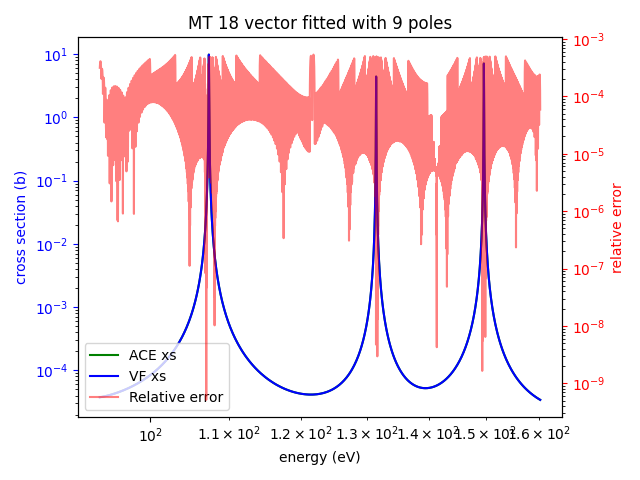 MT 18 vector fitted with 9 poles
10¹
10⁰
10⁻¹
10⁻²
10⁻³
10⁻⁴
cross section (b)
10⁻³
10⁻⁴
10⁻⁵
10⁻⁶
10⁻⁷
10⁻⁸
10⁻⁹
relative error
ACE xs
VF xs
Relative error
10² 1.1 × 10² 1.2 × 10² 1.3 × 10² 1.4 × 10² 1.5 × 10² 1.6 × 10²
energy (eV)